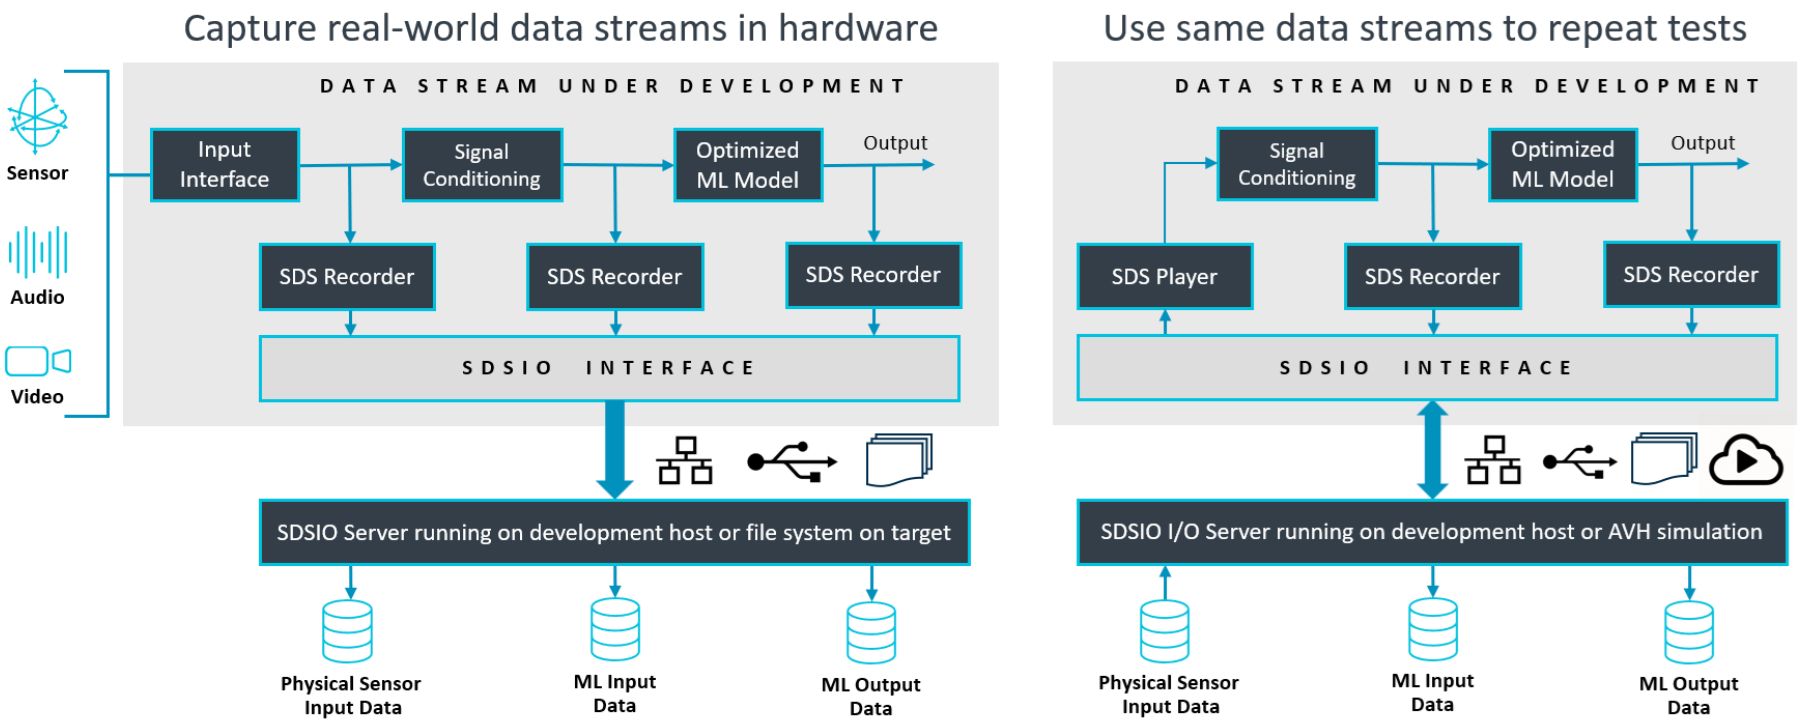 Capture real-world data streams in hardware
DATA STREAM UNDER DEVELOPMENT
Sensor
Audio
Video
Input
Interface
Signal
Conditioning
Optimized
ML Model
Output
SDS Recorder
SDS Recorder
SDS Recorder
SDSIO INTERFACE
SDSIO Server running on development host or file system on target
Physical Sensor
Input Data
ML Input
Data
ML Output
Data
Use same data streams to repeat tests
DATA STREAM UNDER DEVELOPMENT
Signal
Conditioning
Optimized
ML Model
Output
SDS Player
SDS Recorder
SDS Recorder
SDSIO INTERFACE
SDSIO I/O Server running on development host or AVH simulation
Physical Sensor
Input Data
ML Input
Data
ML Output
Data